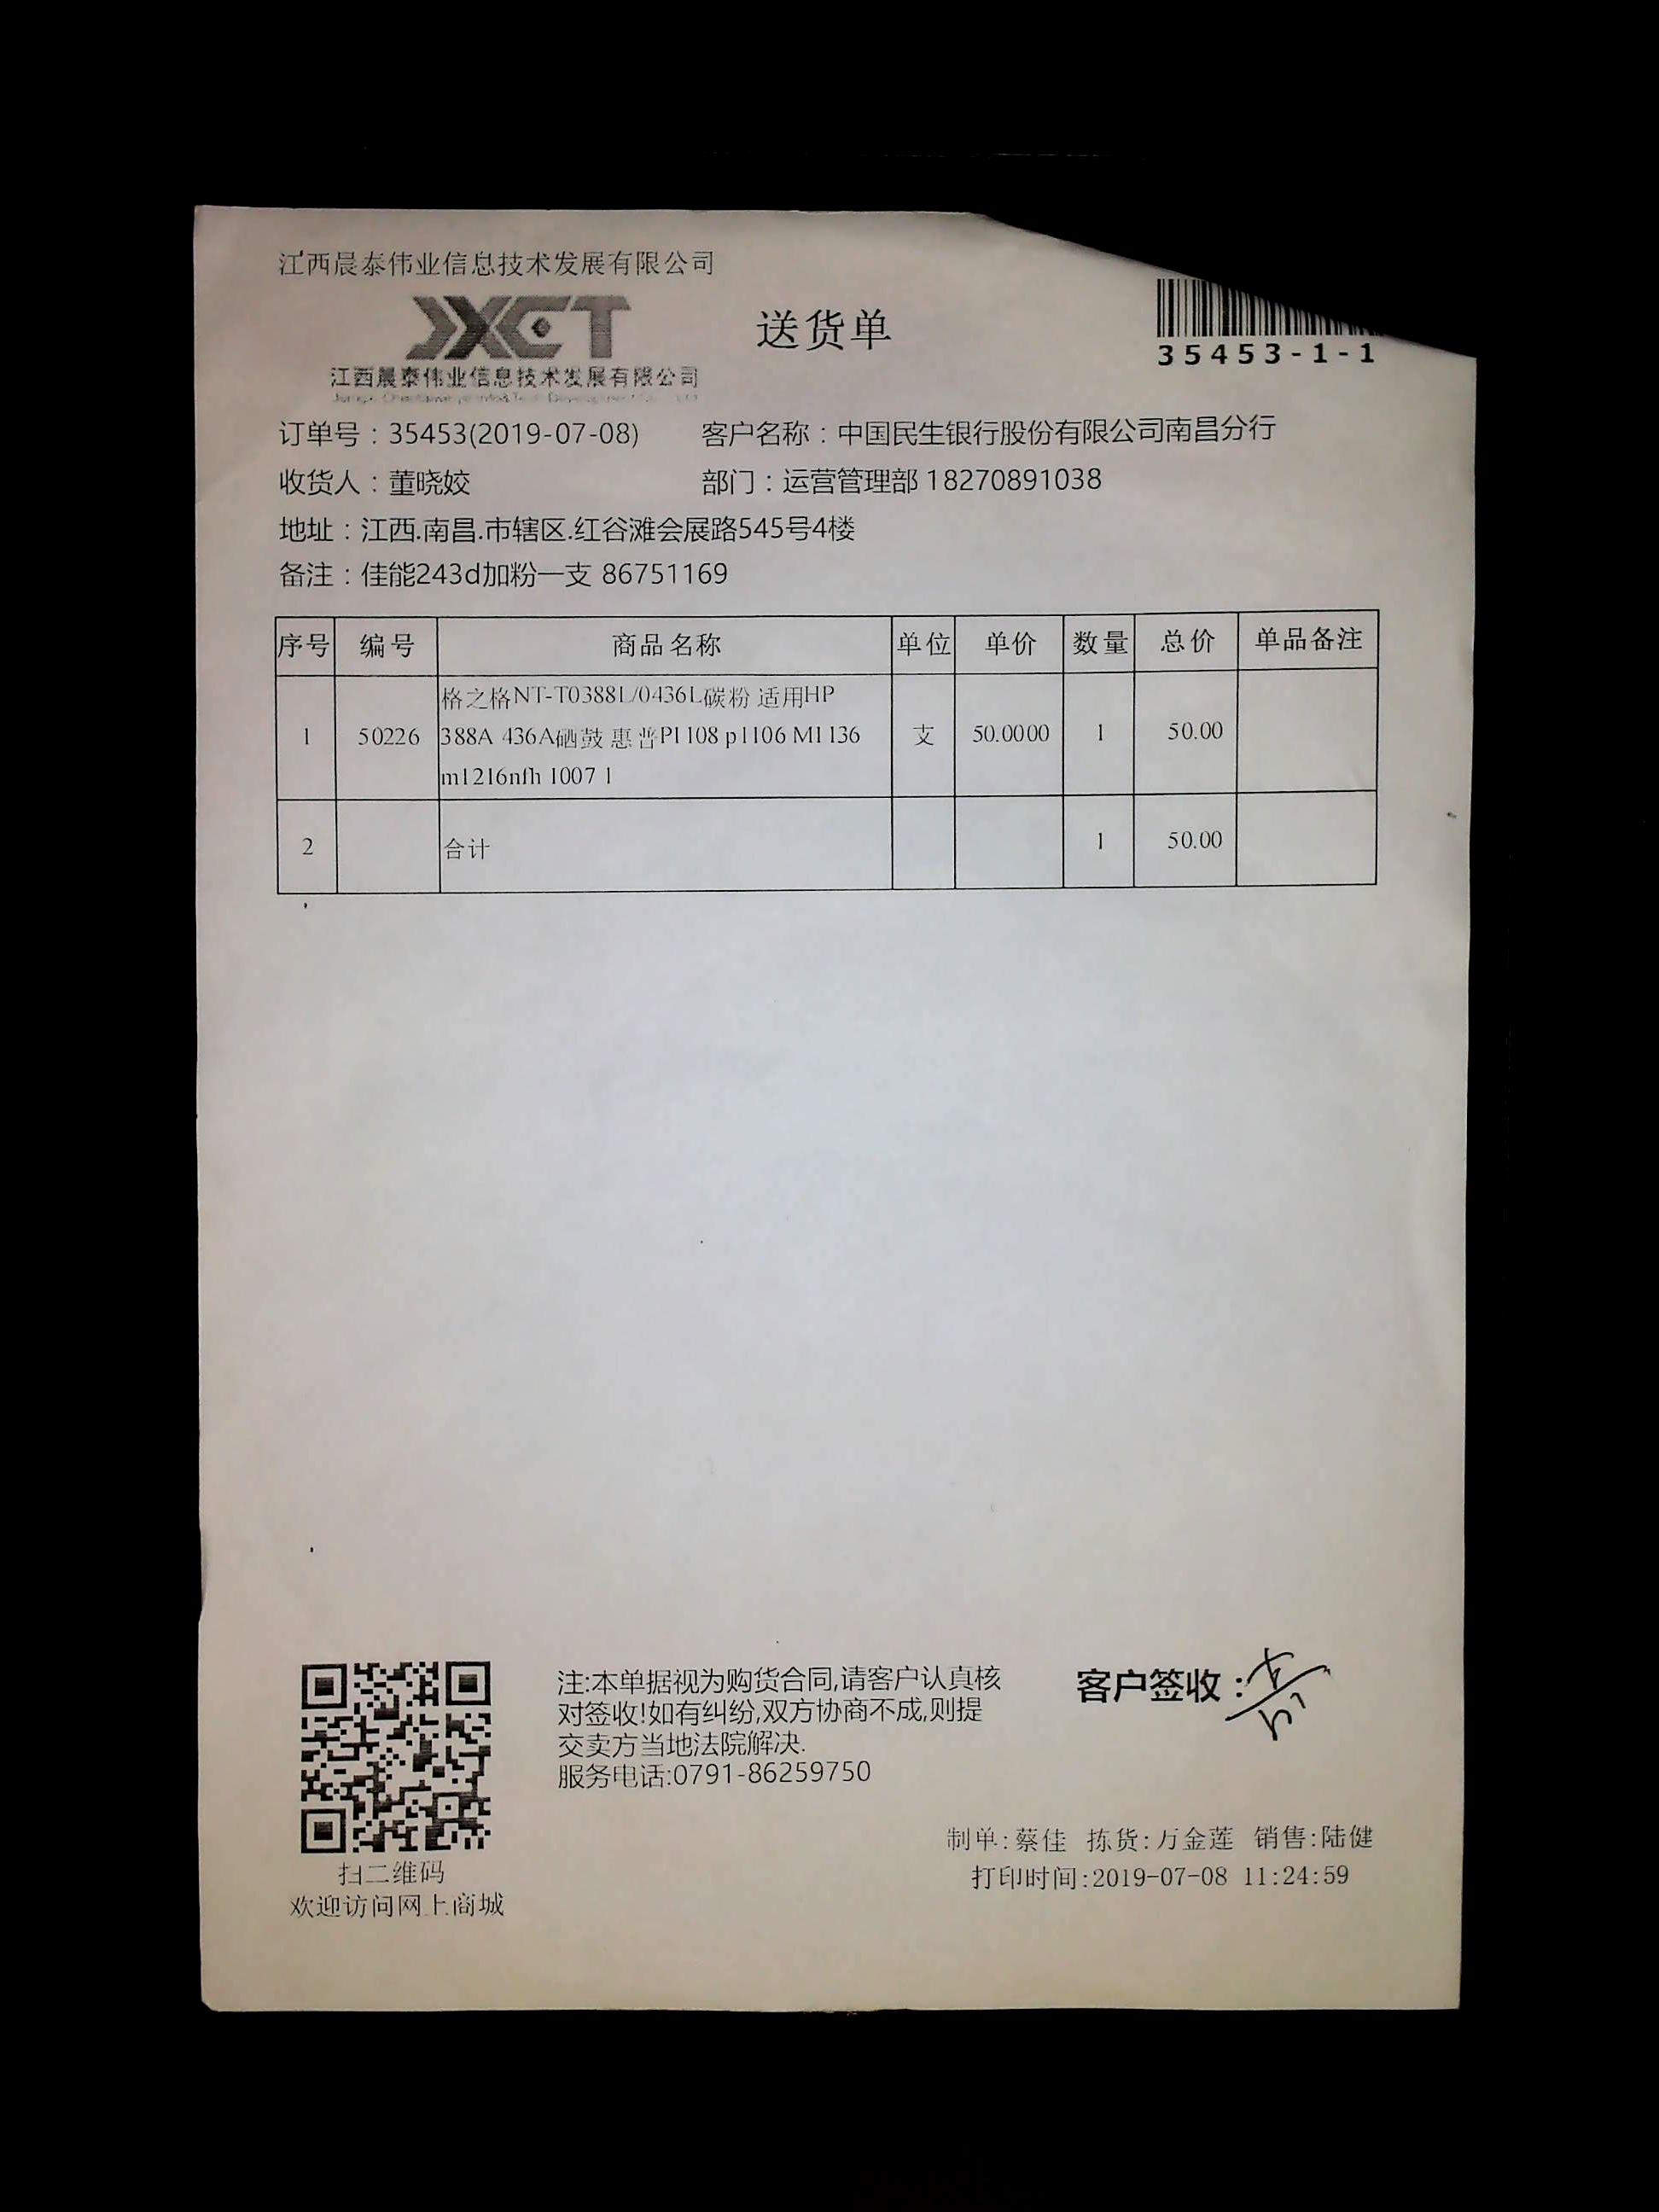 江西晨泰伟业信息技术发展有限公司
JXCT
送货单
35453-1-1
江西晨泰伟业信息技术发展有限公司
订单号：35453(2019-07-08) 客户名称：中国民生银行股份有限公司南昌分行
收货人：董晓姣 部门：运营管理部 18270891038
地址：江西.南昌.市辖区.红谷滩会展路545号4楼
备注：佳能243d加粉一支 86751169
序号 编号 商品名称 单位 单价 数量 总价 单品备注
格之格NT-T0388L/0436L碳粉 适用HP
1 50226 388A 436A硒鼓 惠普P1108 p1106 M1136 支 50.0000 1 50.00
m1216nfh 1007 1
2 合计 1 50.00
注:本单据视为购货合同,请客户认真核
对签收!如有纠纷,双方协商不成,则提
交卖方当地法院解决.
服务电话:0791-86259750
客户签收：
制单:蔡佳 拣货:万金莲 销售:陆健
打印时间:2019-07-08 11:24:59
扫二维码
欢迎访问网上商城